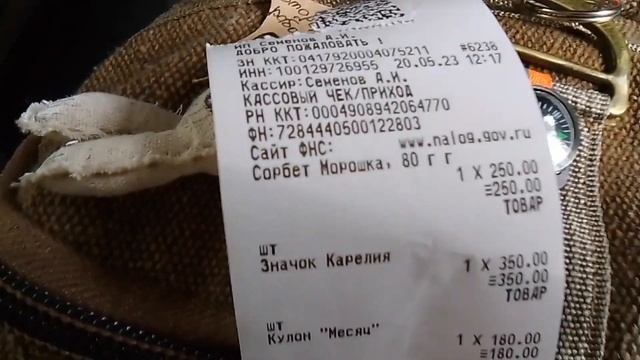 ИП Семенов А.И.
ДОБРО ПОЖАЛОВАТЬ !
ЗН ККТ:0417920004075211 #6238
ИНН:100129726955 20.05.23 12:17
Кассир:Семенов А.И.
КАССОВЫЙ ЧЕК/ПРИХОД
РН ККТ:0004908942064770
ФН:7284440500122803
Сайт ФНС: www.nalog.gov.ru
Сорбет Морошка, 80 г г
1 X 250.00
≡250.00
ТОВАР
шт
Значок Карелия
1 X 350.00
≡350.00
ТОВАР
шт
Кулон "Месяц"
1 X 180.00
≡180.00